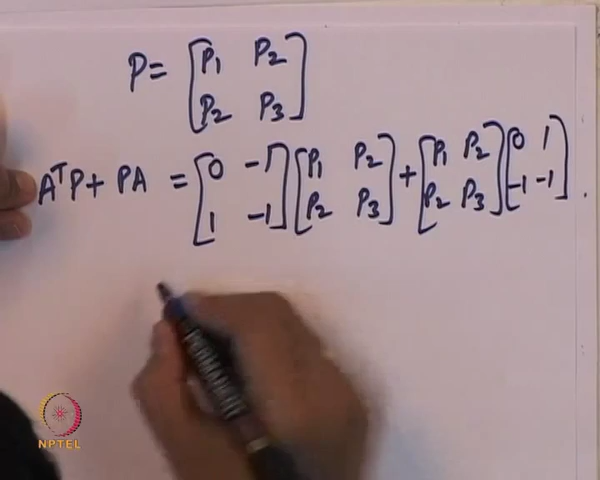 P = [P₁ P₂
P₂ P₃]
AᵀP + PA = [0 -1 [P₁ P₂ + [P₁ P₂ [0 1
1 -1] P₂ P₃] P₂ P₃] -1 -1] .
NPTEL